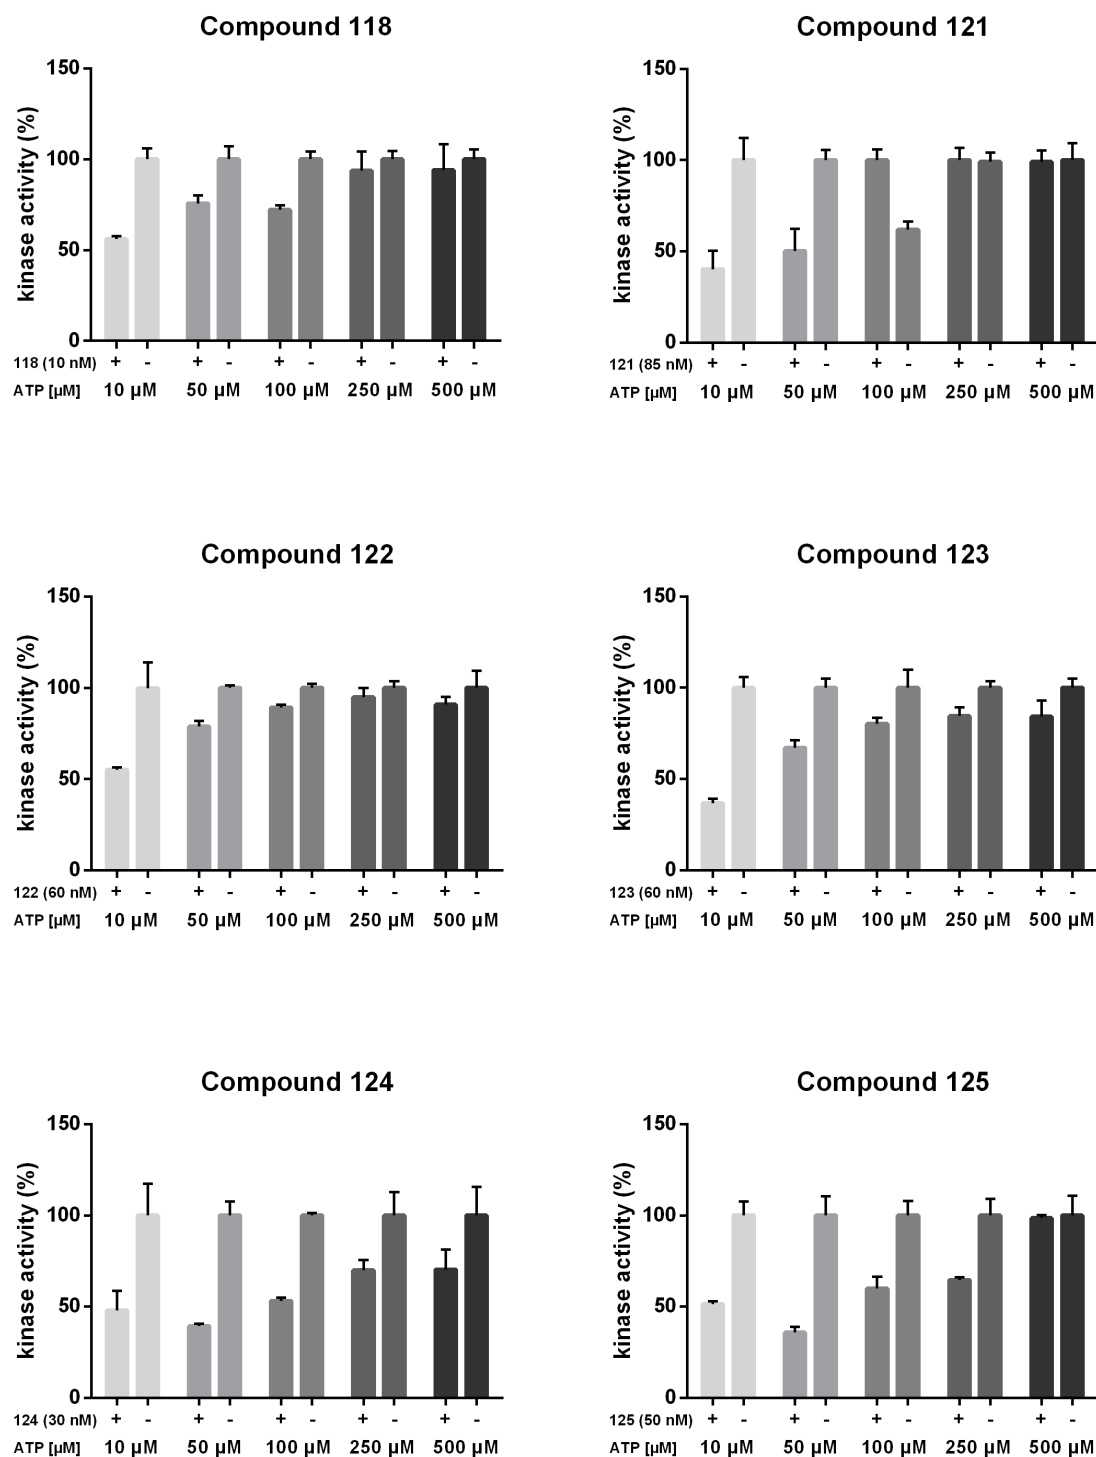 Compound 118
kinase activity (%)
150
100
50
0
118 (10 nM) + - + - + - + - + -
ATP [µM] 10 µM 50 µM 100 µM 250 µM 500 µM
Compound 121
kinase activity (%)
150
100
50
0
121 (85 nM) + - + - + - + - + -
ATP [µM] 10 µM 50 µM 100 µM 250 µM 500 µM
Compound 122
kinase activity (%)
150
100
50
0
122 (60 nM) + - + - + - + - + -
ATP [µM] 10 µM 50 µM 100 µM 250 µM 500 µM
Compound 123
kinase activity (%)
150
100
50
0
123 (60 nM) + - + - + - + - + -
ATP [µM] 10 µM 50 µM 100 µM 250 µM 500 µM
Compound 124
kinase activity (%)
150
100
50
0
124 (30 nM) + - + - + - + - + -
ATP [µM] 10 µM 50 µM 100 µM 250 µM 500 µM
Compound 125
kinase activity (%)
150
100
50
0
125 (50 nM) + - + - + - + - + -
ATP [µM] 10 µM 50 µM 100 µM 250 µM 500 µM